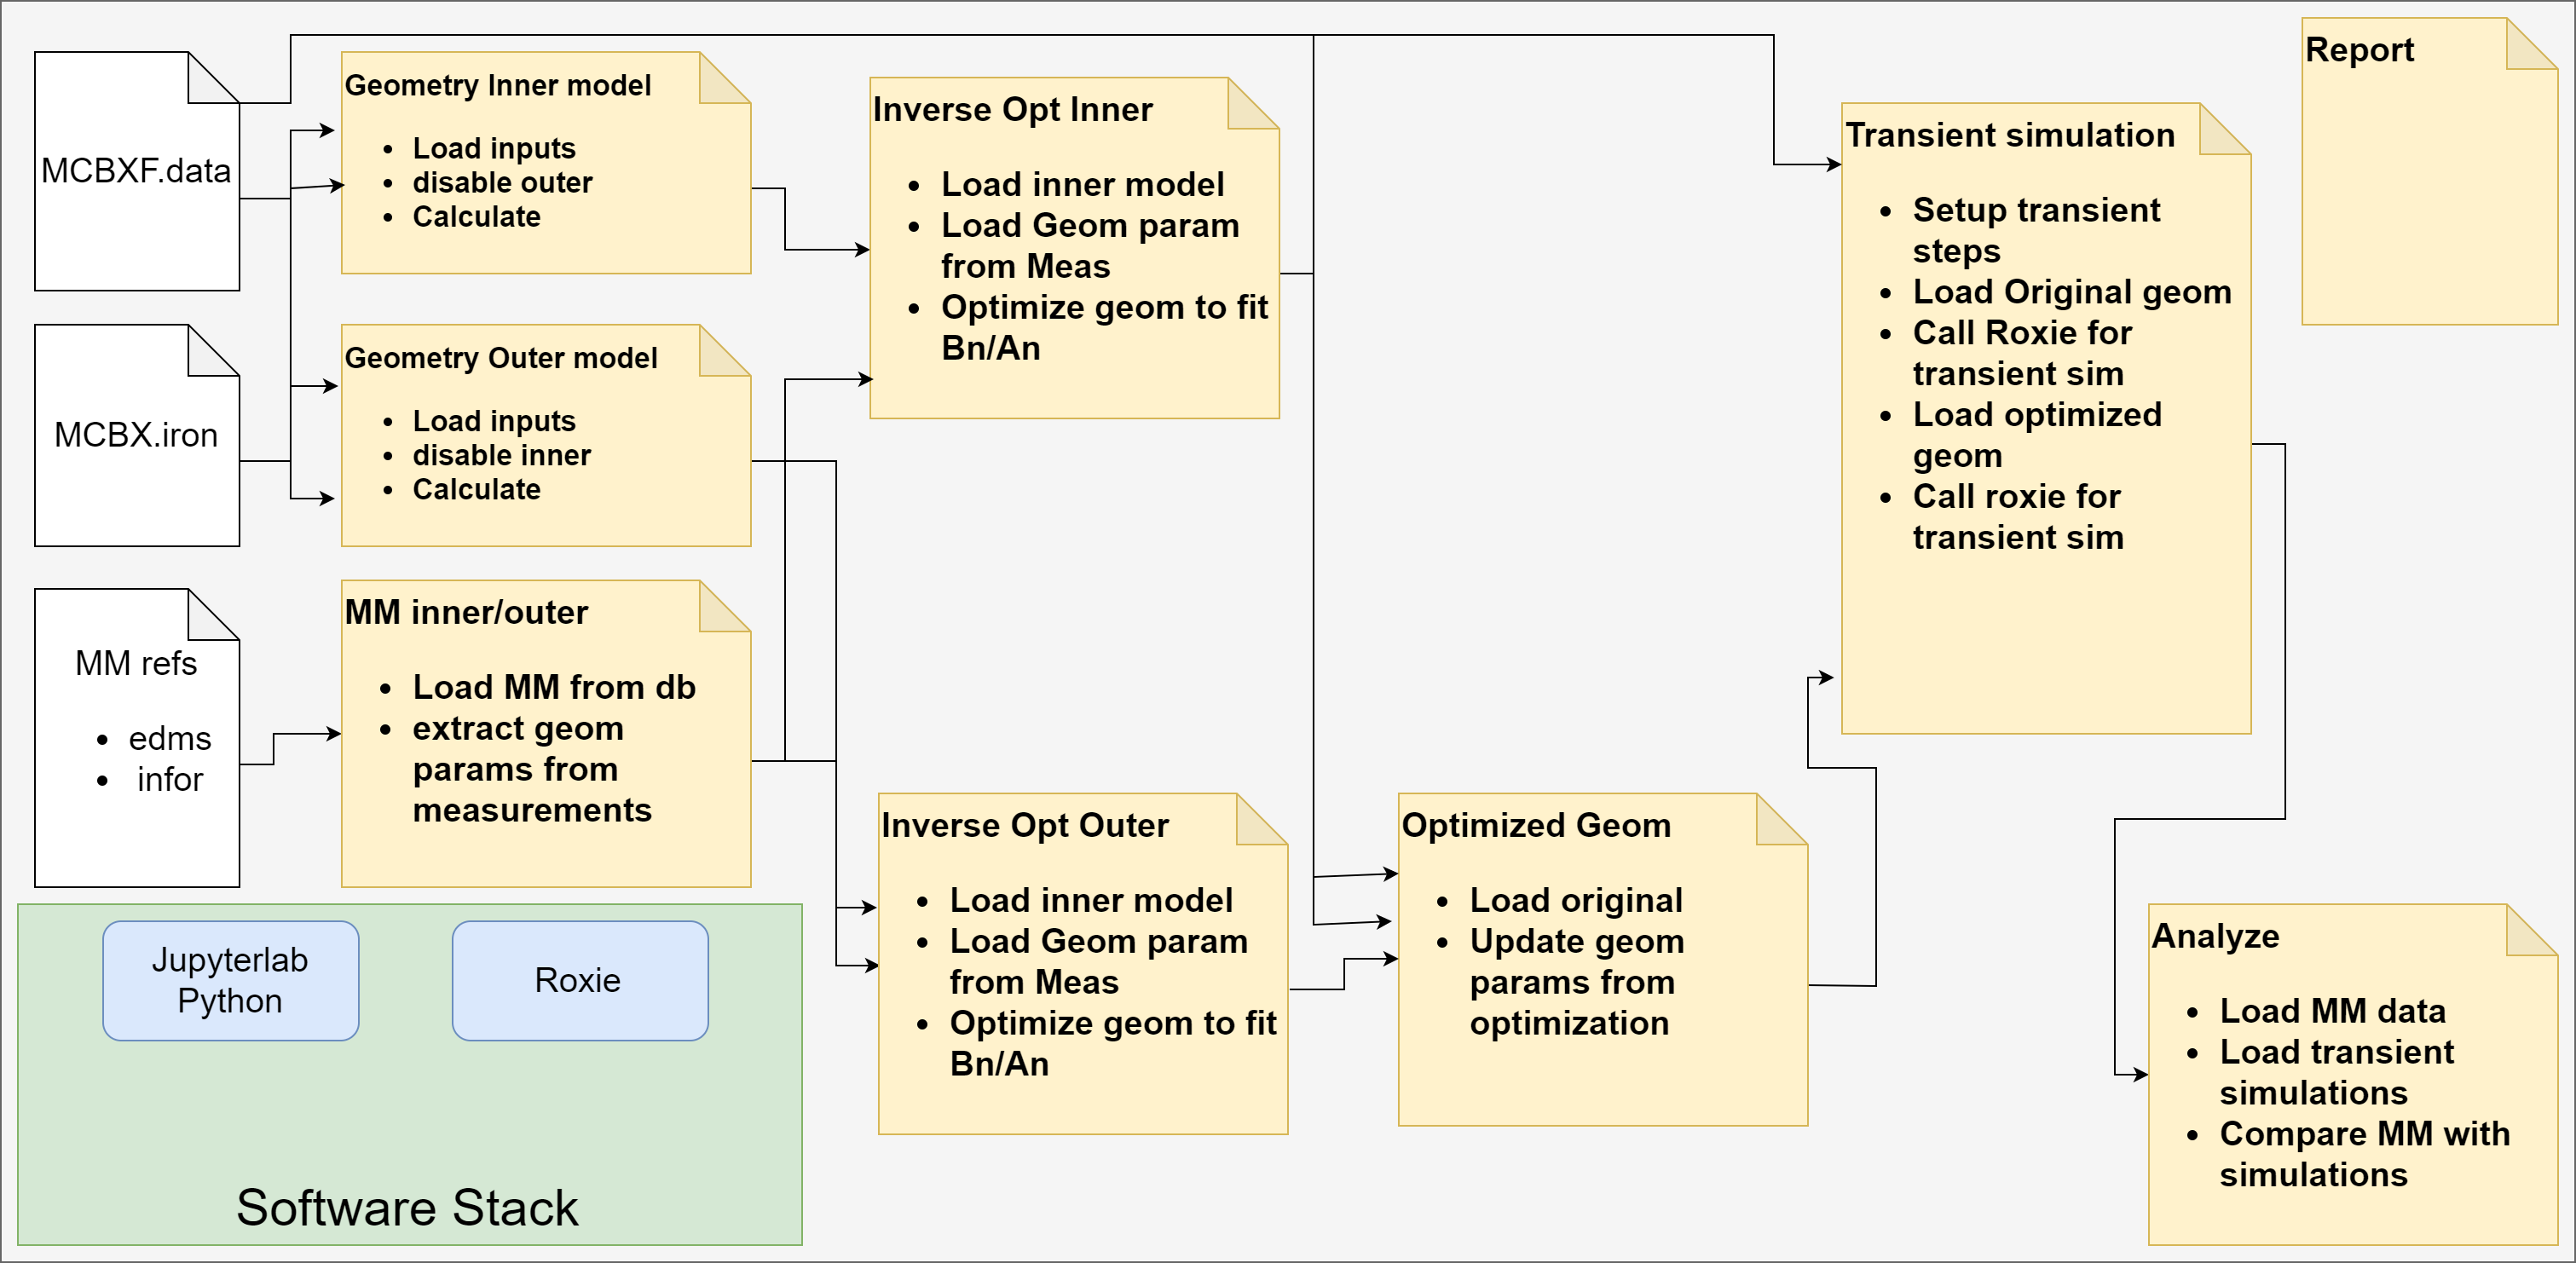 MCBXF.data
MCBX.iron
MM refs
• edms
• infor
Geometry Inner model
• Load inputs
• disable outer
• Calculate
Geometry Outer model
• Load inputs
• disable inner
• Calculate
MM inner/outer
• Load MM from db
• extract geom
params from
measurements
Jupyterlab
Python
Roxie
Software Stack
Inverse Opt Inner
• Load inner model
• Load Geom param
from Meas
• Optimize geom to fit
Bn/An
Inverse Opt Outer
• Load inner model
• Load Geom param
from Meas
• Optimize geom to fit
Bn/An
Optimized Geom
• Load original
• Update geom
params from
optimization
Transient simulation
• Setup transient
steps
• Load Original geom
• Call Roxie for
transient sim
• Load optimized
geom
• Call roxie for
transient sim
Report
Analyze
• Load MM data
• Load transient
simulations
• Compare MM with
simulations